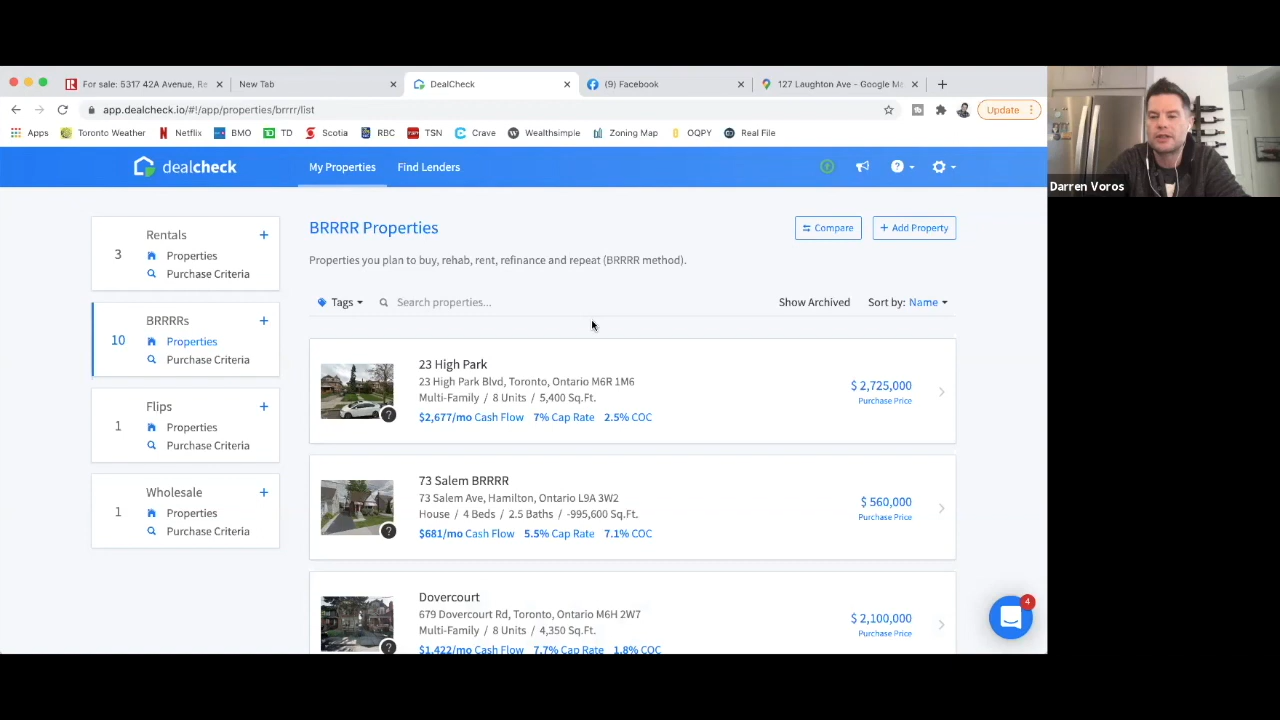 For sale: 5317 42A Avenue, Re
New Tab
DealCheck
(9) Facebook
127 Laughton Ave - Google M
app.dealcheck.io/#!/app/properties/brrrr/list
Update
Apps
Toronto Weather
Netflix
BMO
TD
Scotia
RBC
TSN
Crave
Wealthsimple
Zoning Map
OQPY
Real File
dealcheck
My Properties
Find Lenders
Darren Voros
Rentals
3
Properties
Purchase Criteria
BRRRRs
10
Properties
Purchase Criteria
Flips
1
Properties
Purchase Criteria
Wholesale
1
Properties
Purchase Criteria
BRRRR Properties
Compare
+ Add Property
Properties you plan to buy, rehab, rent, refinance and repeat (BRRRR method).
Tags
Search properties...
Show Archived
Sort by: Name
23 High Park
23 High Park Blvd, Toronto, Ontario M6R 1M6
Multi-Family / 8 Units / 5,400 Sq.Ft.
$2,677/mo Cash Flow 7% Cap Rate 2.5% COC
$ 2,725,000
Purchase Price
73 Salem BRRRR
73 Salem Ave, Hamilton, Ontario L9A 3W2
House / 4 Beds / 2.5 Baths / -995,600 Sq.Ft.
$681/mo Cash Flow 5.5% Cap Rate 7.1% COC
$ 560,000
Purchase Price
Dovercourt
679 Dovercourt Rd, Toronto, Ontario M6H 2W7
Multi-Family / 8 Units / 4,350 Sq.Ft.
$1,422/mo Cash Flow 7.7% Cap Rate 1.8% COC
$ 2,100,000
Purchase Price
4